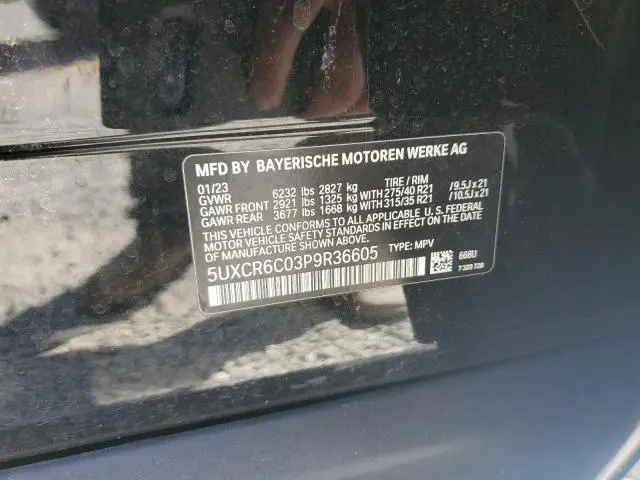 MFD BY BAYERISCHE MOTOREN WERKE AG
01/23 TIRE / RIM
GVWR 6232 lbs 2827 kg
GAWR FRONT 2921 lbs 1325 kg WITH 275/40 R21 /9.5J x 21
GAWR REAR 3677 lbs 1668 kg WITH 315/35 R21 /10.5J x 21
THIS VEHICLE CONFORMS TO ALL APPLICABLE U.S. FEDERAL
MOTOR VEHICLE SAFETY STANDARDS IN EFFECT ON THE
DATE OF MANUFACTURE SHOWN ABOVE.
5UXCR6C03P9R36605 TYPE: MPV
668U
7 320 726